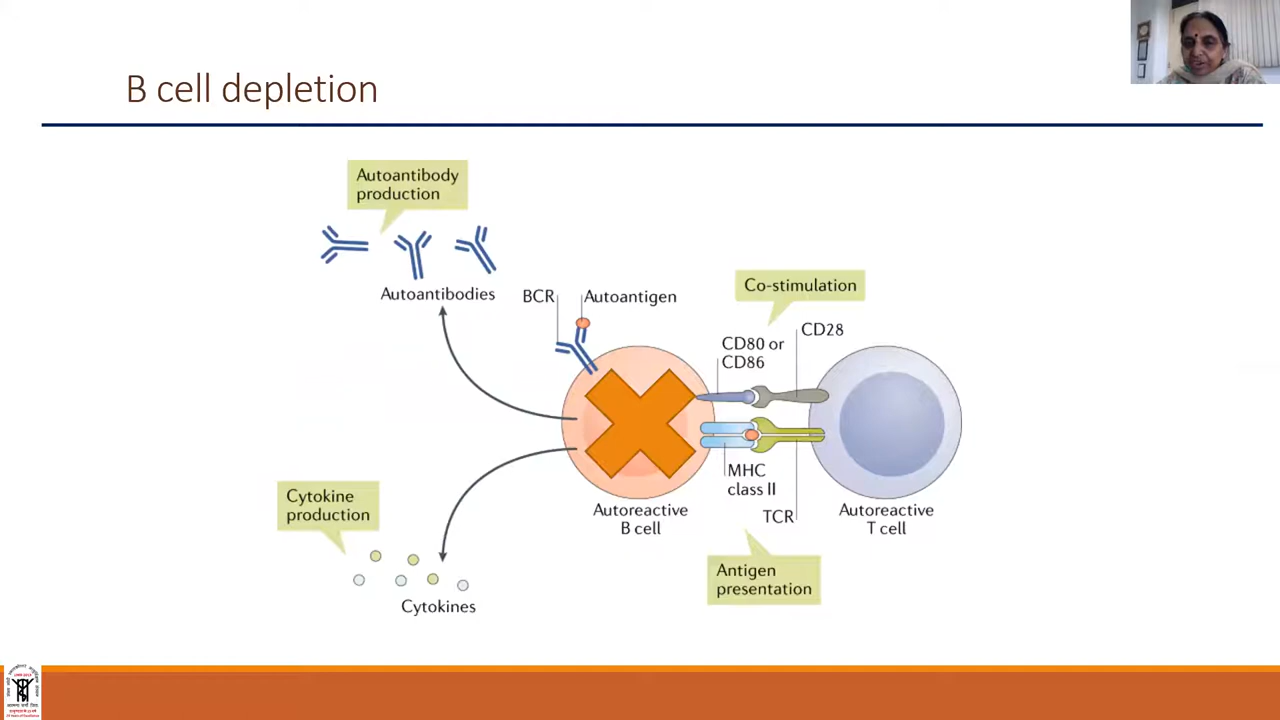 B cell depletion
Autoantibody
production
Autoantibodies
BCR
Autoantigen
Co-stimulation
CD80 or
CD86
CD28
MHC
class II
TCR
Autoreactive
B cell
Autoreactive
T cell
Cytokine
production
Cytokines
Antigen
presentation